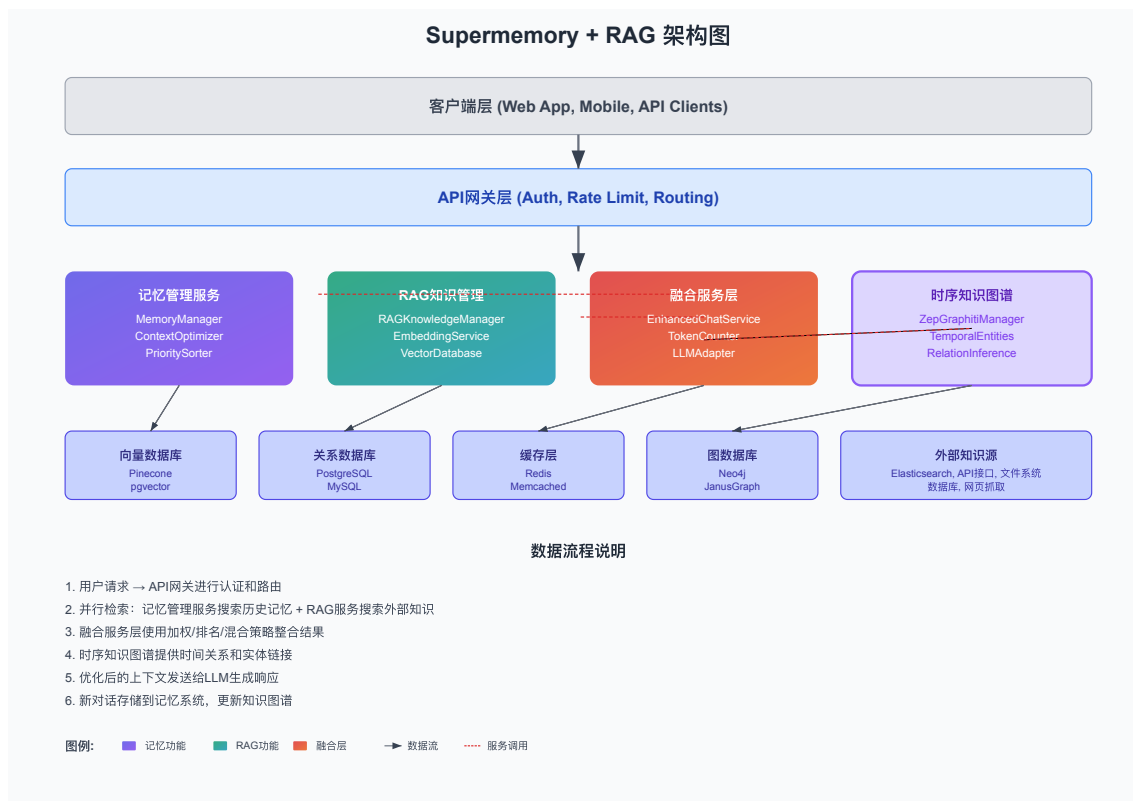 Supermemory + RAG 架构图
客户端层 (Web App, Mobile, API Clients)
API网关层 (Auth, Rate Limit, Routing)
记忆管理服务
MemoryManager
ContextOptimizer
PrioritySorter
RAG知识管理
RAGKnowledgeManager
EmbeddingService
VectorDatabase
融合服务层
EnhancedChatService
TokenCounter
LLMAdapter
时序知识图谱
ZepGraphitiManager
TemporalEntities
RelationInference
向量数据库
Pinecone
pgvector
关系数据库
PostgreSQL
MySQL
缓存层
Redis
Memcached
图数据库
Neo4j
JanusGraph
外部知识源
Elasticsearch, API接口, 文件系统
数据库, 网页抓取
数据流程说明
1. 用户请求 → API网关进行认证和路由
2. 并行检索：记忆管理服务搜索历史记忆 + RAG服务搜索外部知识
3. 融合服务层使用加权/排名/混合策略整合结果
4. 时序知识图谱提供时间关系和实体链接
5. 优化后的上下文发送给LLM生成响应
6. 新对话存储到记忆系统，更新知识图谱
图例: 记忆功能 RAG功能 融合层 数据流 服务调用